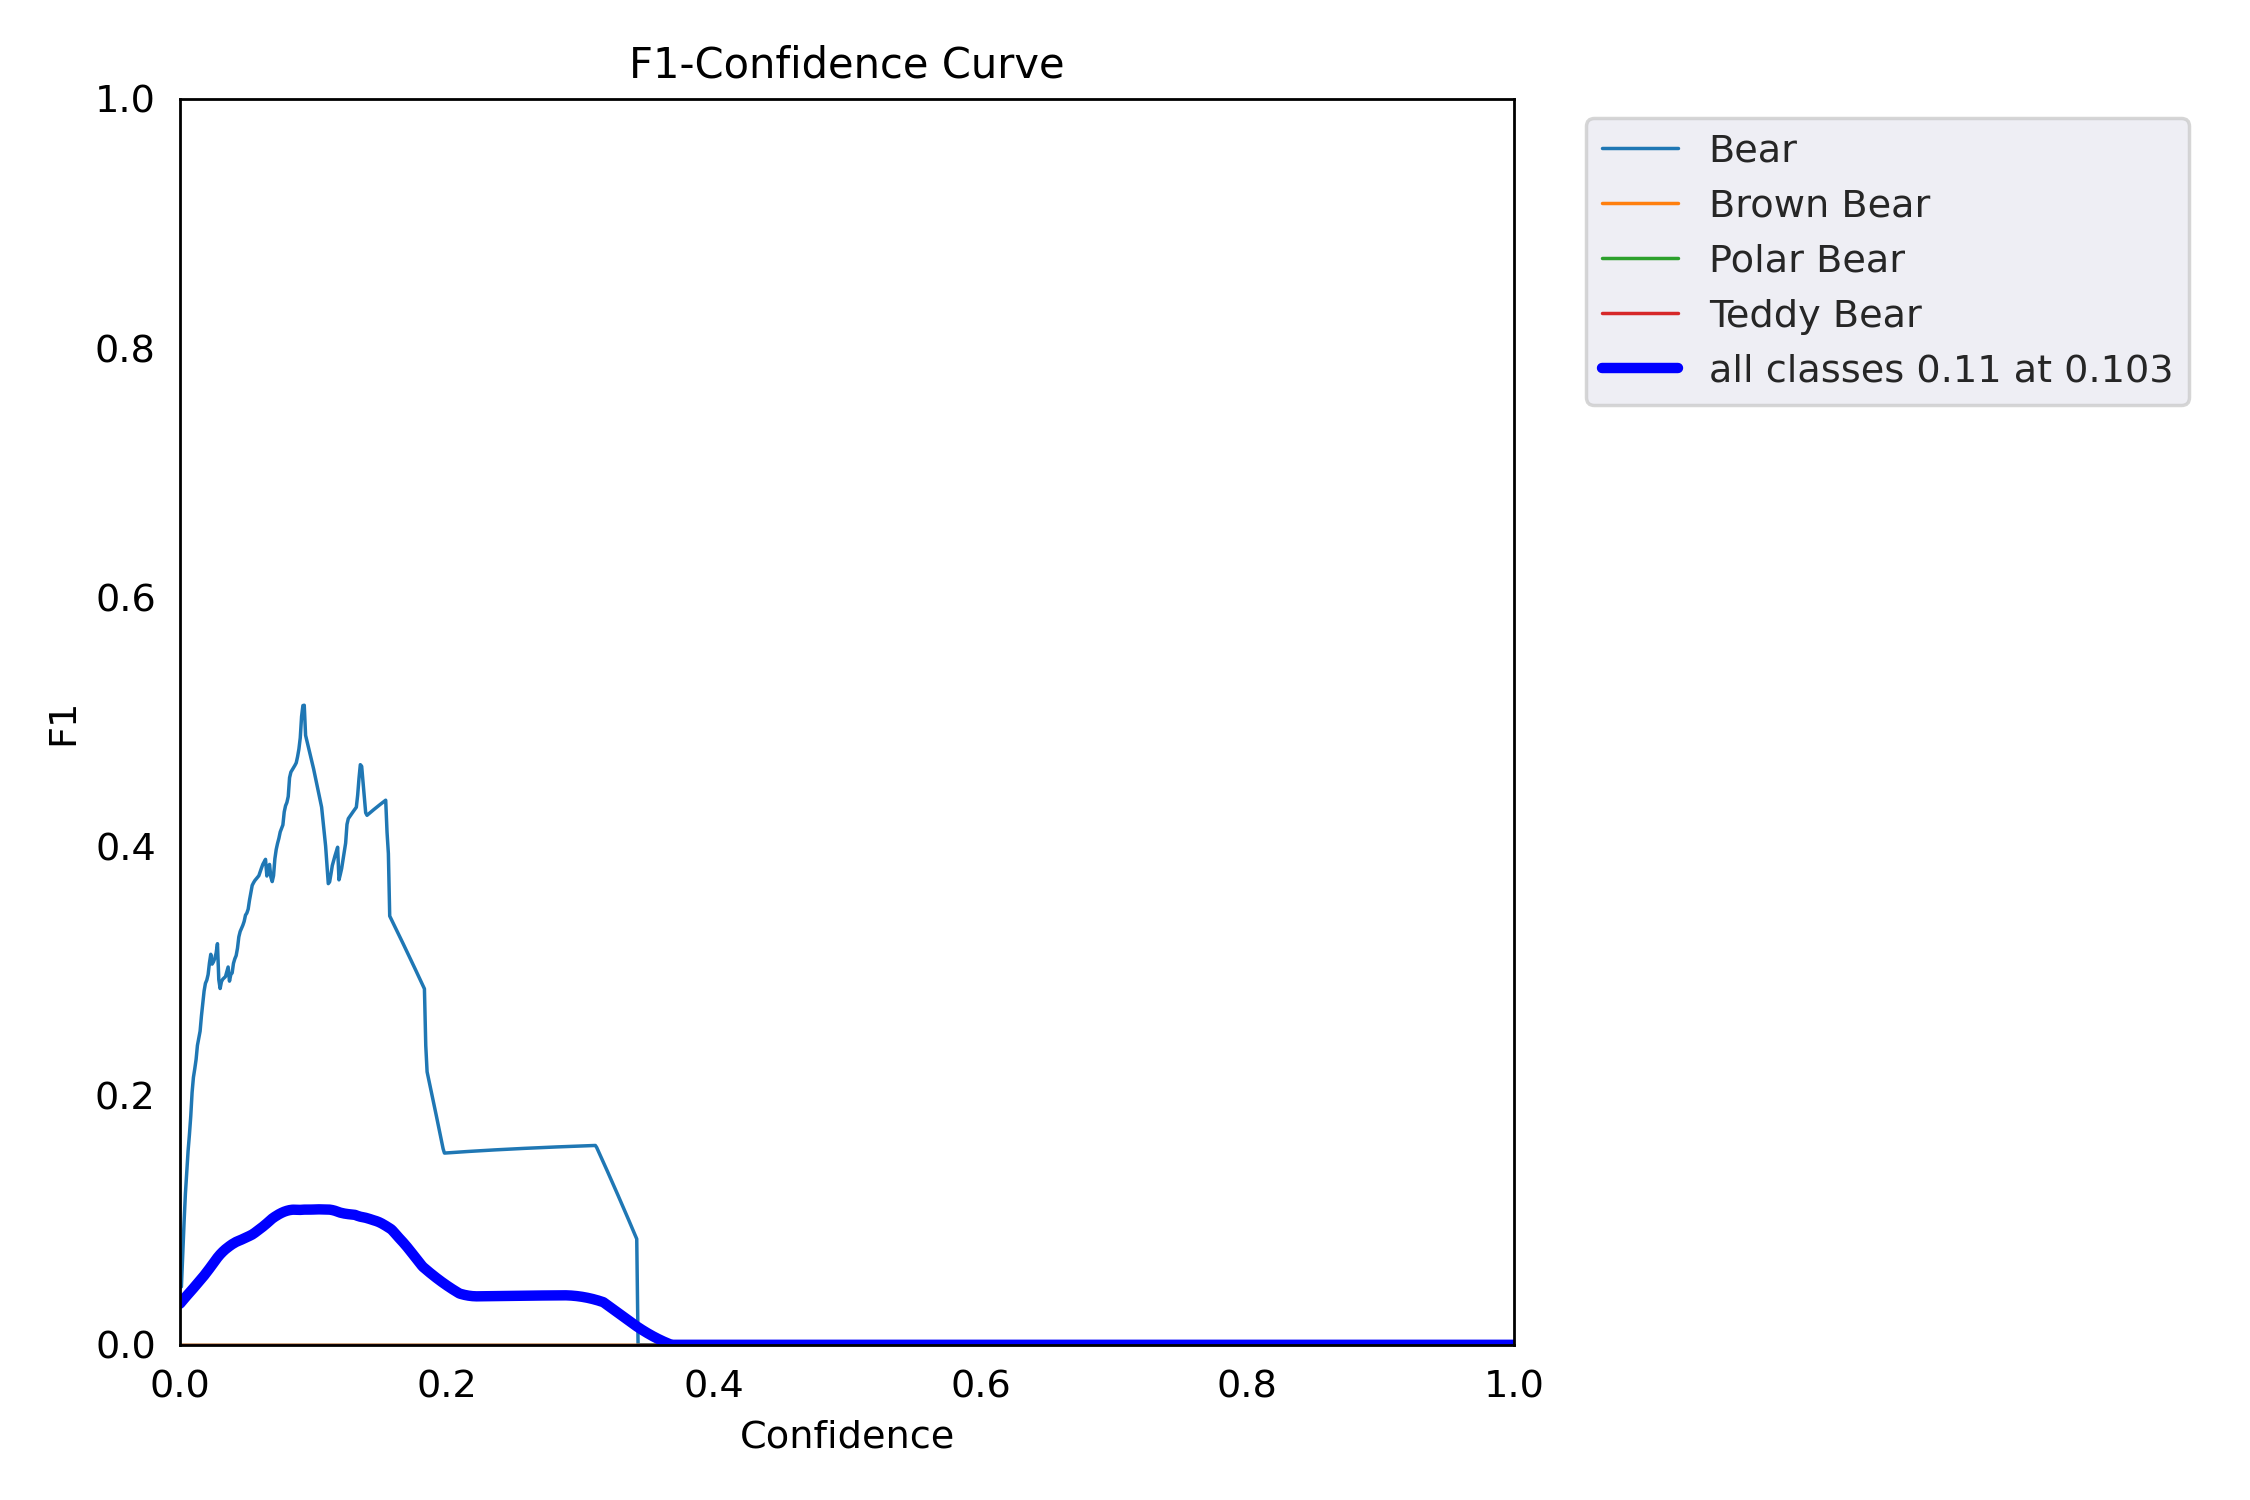 F1-Confidence Curve
1.0
0.8
0.6
0.4
0.2
0.0
F1
0.0 0.2 0.4 0.6 0.8 1.0
Confidence
Bear
Brown Bear
Polar Bear
Teddy Bear
all classes 0.11 at 0.103